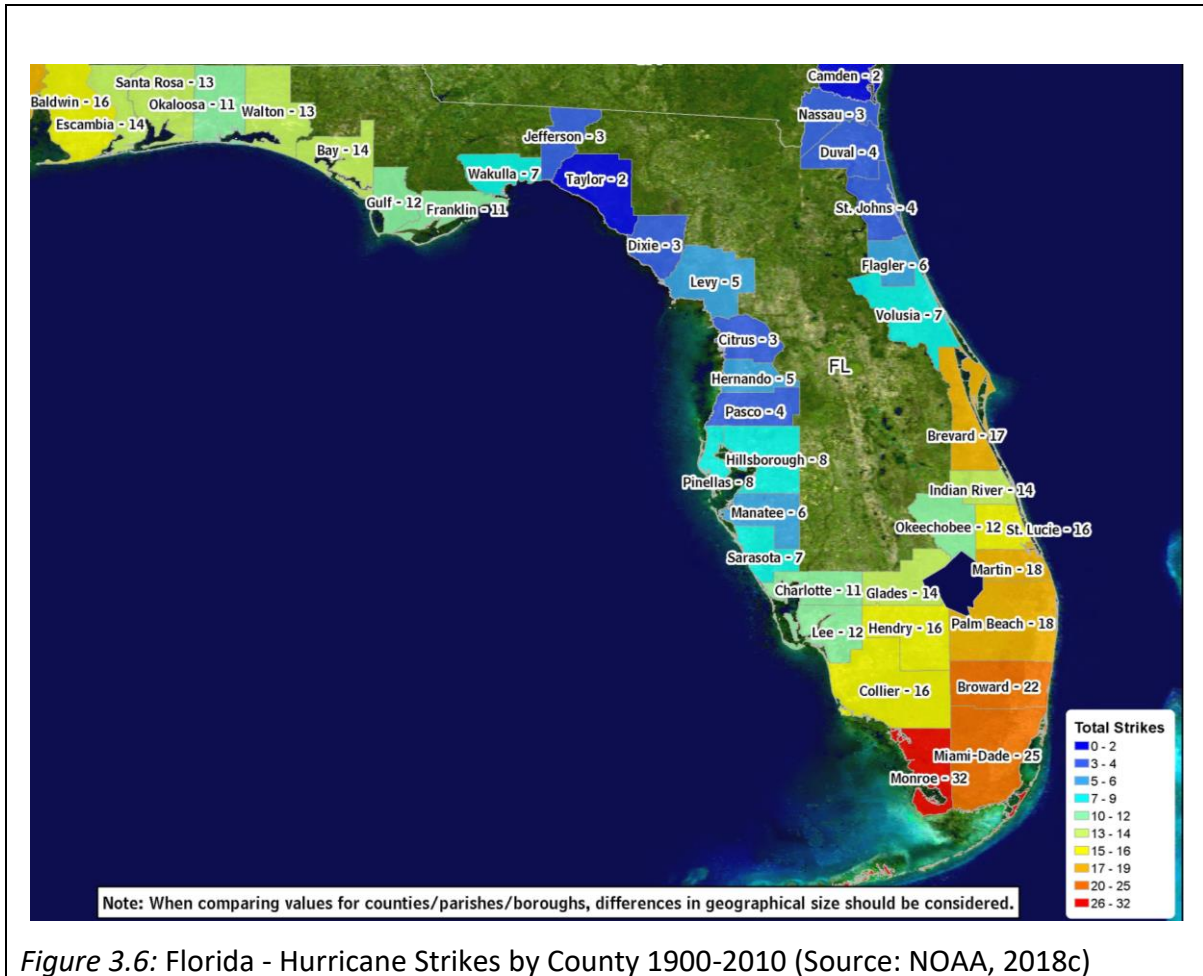 Camden - 2
Santa Rosa - 13
Baldwin - 16
Okaloosa - 11
Walton - 13
Nassau - 3
Escambia - 14
Jefferson - 3
Bay - 14
Duval - 4
Wakulla - 7
Taylor - 2
Gulf - 12
Franklin - 11
St. Johns - 4
Dixie - 3
Flagler - 6
Levy - 5
Volusia - 7
Citrus - 3
FL
Hernando - 5
Pasco - 4
Brevard - 17
Hillsborough - 8
Pinellas - 8
Indian River - 14
Manatee - 6
Okeechobee - 12
St. Lucie - 16
Sarasota - 7
Martin - 18
Charlotte - 11
Glades - 14
Palm Beach - 18
Lee - 12
Hendry - 16
Collier - 16
Broward - 22
Miami-Dade - 25
Monroe - 32
Total Strikes
0 - 2
3 - 4
5 - 6
7 - 9
10 - 12
13 - 14
15 - 16
17 - 19
20 - 25
26 - 32
Note: When comparing values for counties/parishes/boroughs, differences in geographical size should be considered.
Figure 3.6: Florida - Hurricane Strikes by County 1900-2010 (Source: NOAA, 2018c)